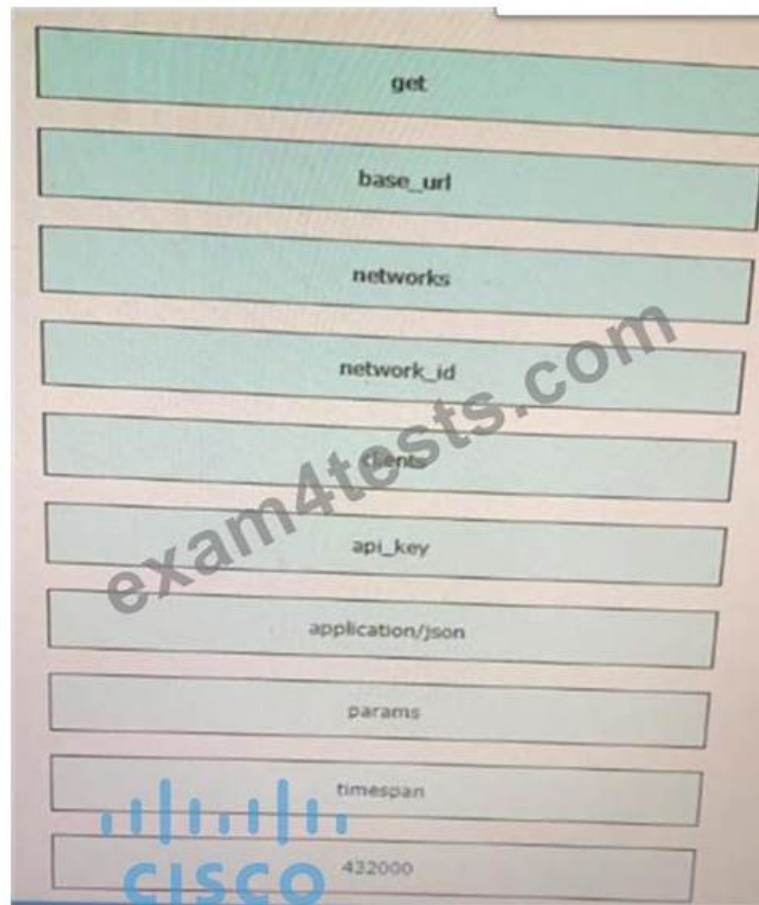 get
base_url
networks
network_id
clients
api_key
application/json
params
timespan
432000
exam4tests.com
CISCO